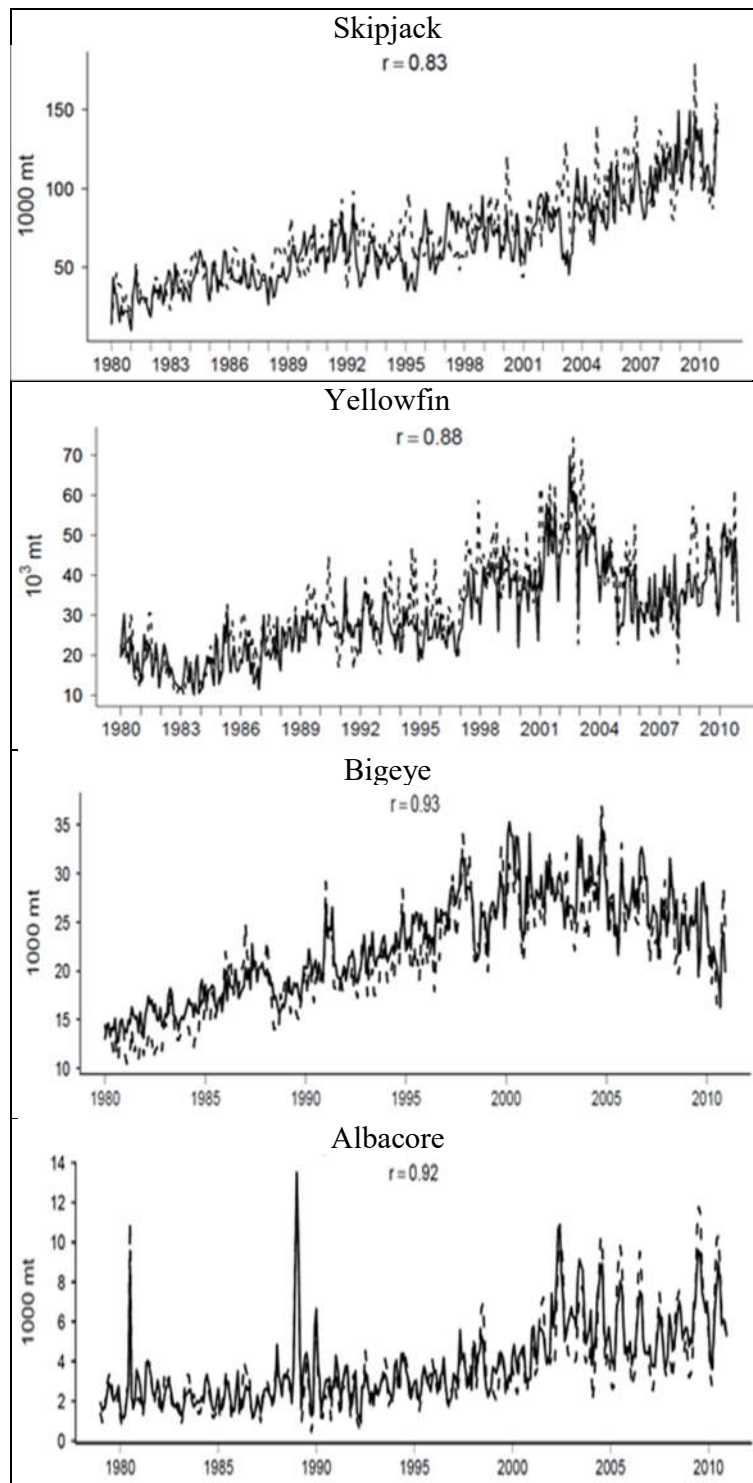 Skipjack
r = 0.83
150
100
50
1000 mt
1980 1983 1986 1989 1992 1995 1998 2001 2004 2007 2010
Yellowfin
r = 0.88
70
60
50
40
30
20
10
10³ mt
1980 1983 1986 1989 1992 1995 1998 2001 2004 2007 2010
Bigeye
r = 0.93
35
30
25
20
15
10
1000 mt
1980 1985 1990 1995 2000 2005 2010
Albacore
r = 0.92
14
12
10
8
6
4
2
0
1000 mt
1980 1985 1990 1995 2000 2005 2010